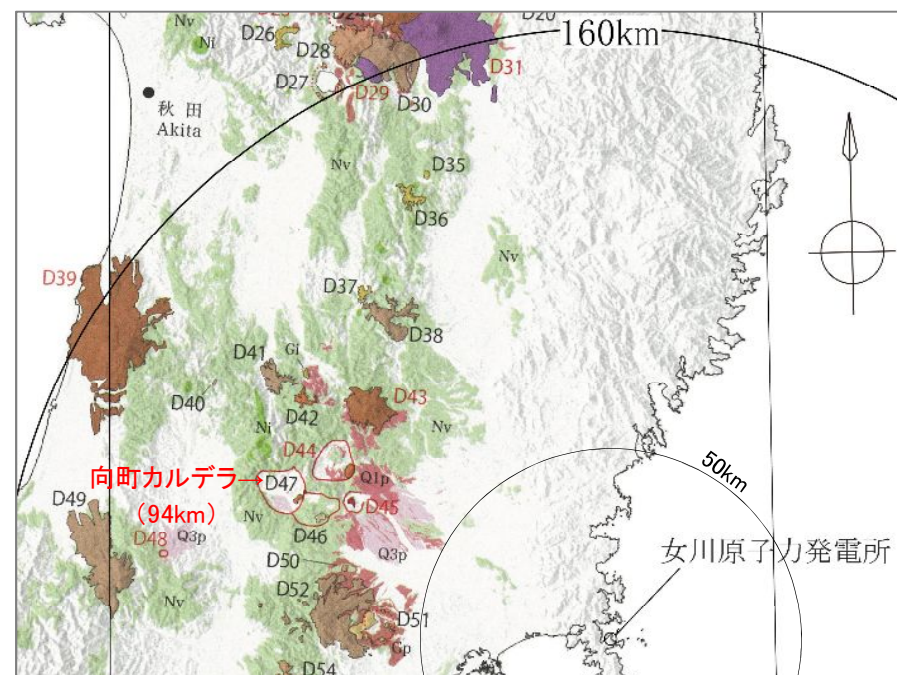 D26
Nv
Ni
D28
160km
D27
D29
D30
D31
秋 田
Akita
Nv
D35
D36
Nv
D39
D37
D38
D41
Gi
D40
D42
D43
Ni
Nv
D44
50km
向町カルデラ→
D47
Q1p
(94km)
D49
D45
Nv
D46
D48
Q3p
Q3p
女川原子力発電所
D50
D52
Nv
D51
Gp
D54